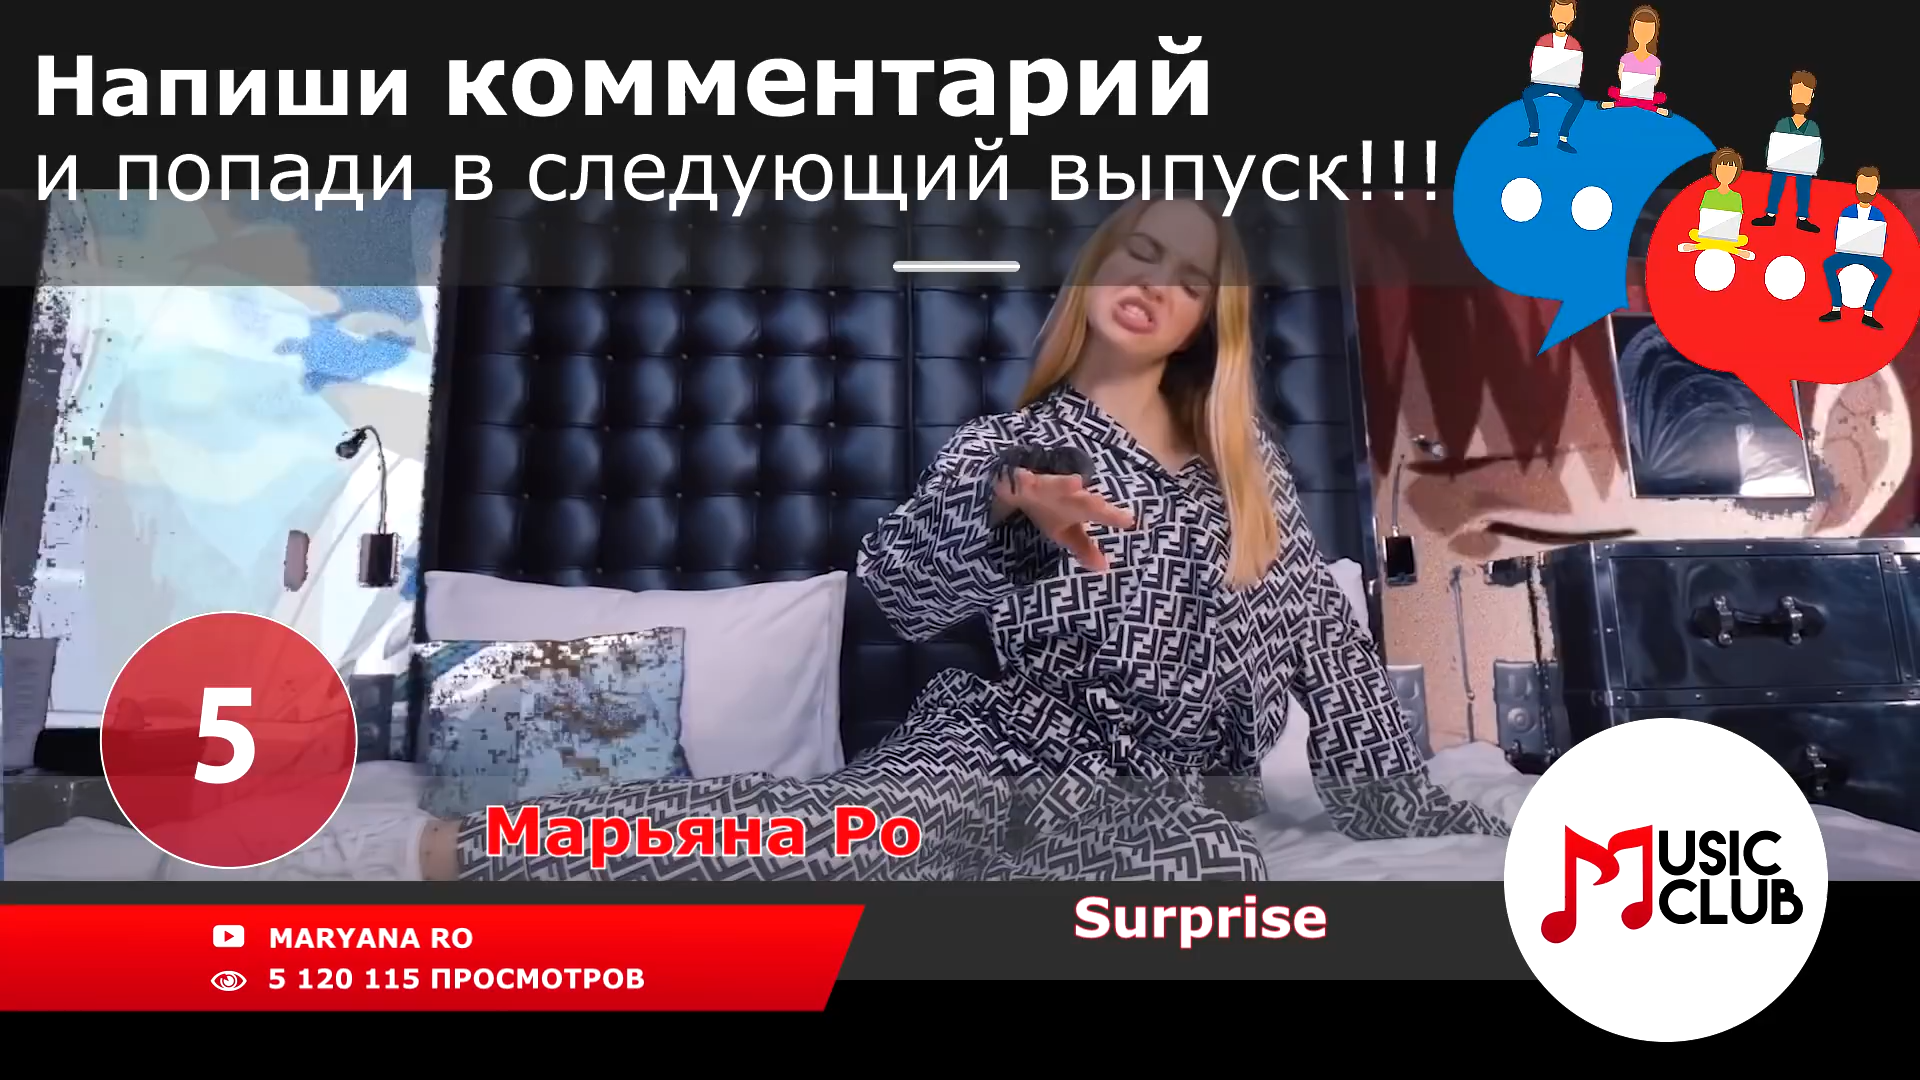 Напиши комментарий
и попади в следующий выпуск!!!
5
Марьяна Ро
Surprise
MARYANA RO
5 120 115 ПРОСМОТРОВ
MUSIC
CLUB